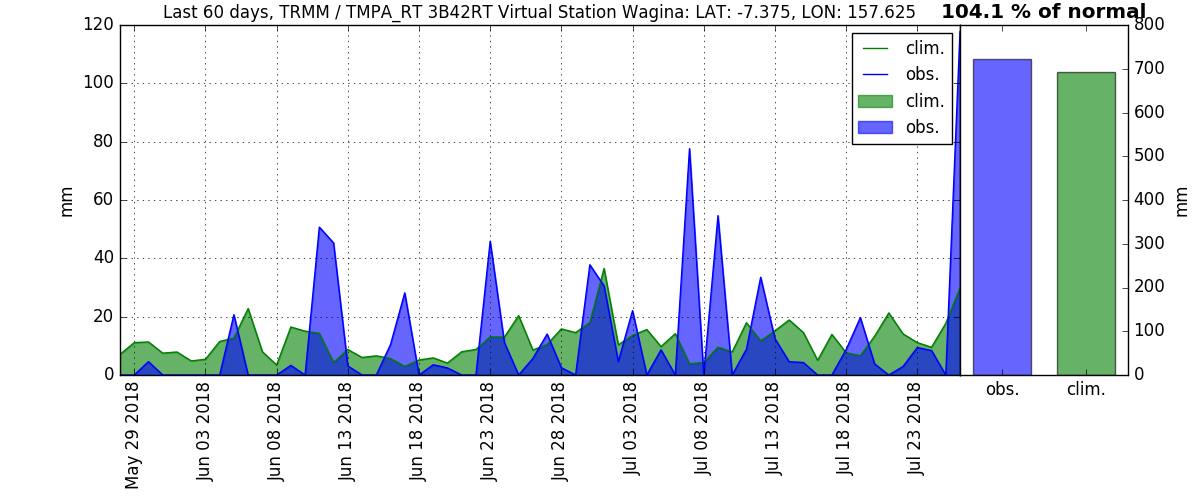 Last 60 days, TRMM / TMPA_RT 3B42RT Virtual Station Wagina: LAT: -7.375, LON: 157.625
104.1 % of normal
120
100
80
60
40
20
0
mm
clim.
obs.
clim.
obs.
May 29 2018
Jun 03 2018
Jun 08 2018
Jun 13 2018
Jun 18 2018
Jun 23 2018
Jun 28 2018
Jul 03 2018
Jul 08 2018
Jul 13 2018
Jul 18 2018
Jul 23 2018
800
700
600
500
400
300
200
100
0
mm
obs.
clim.